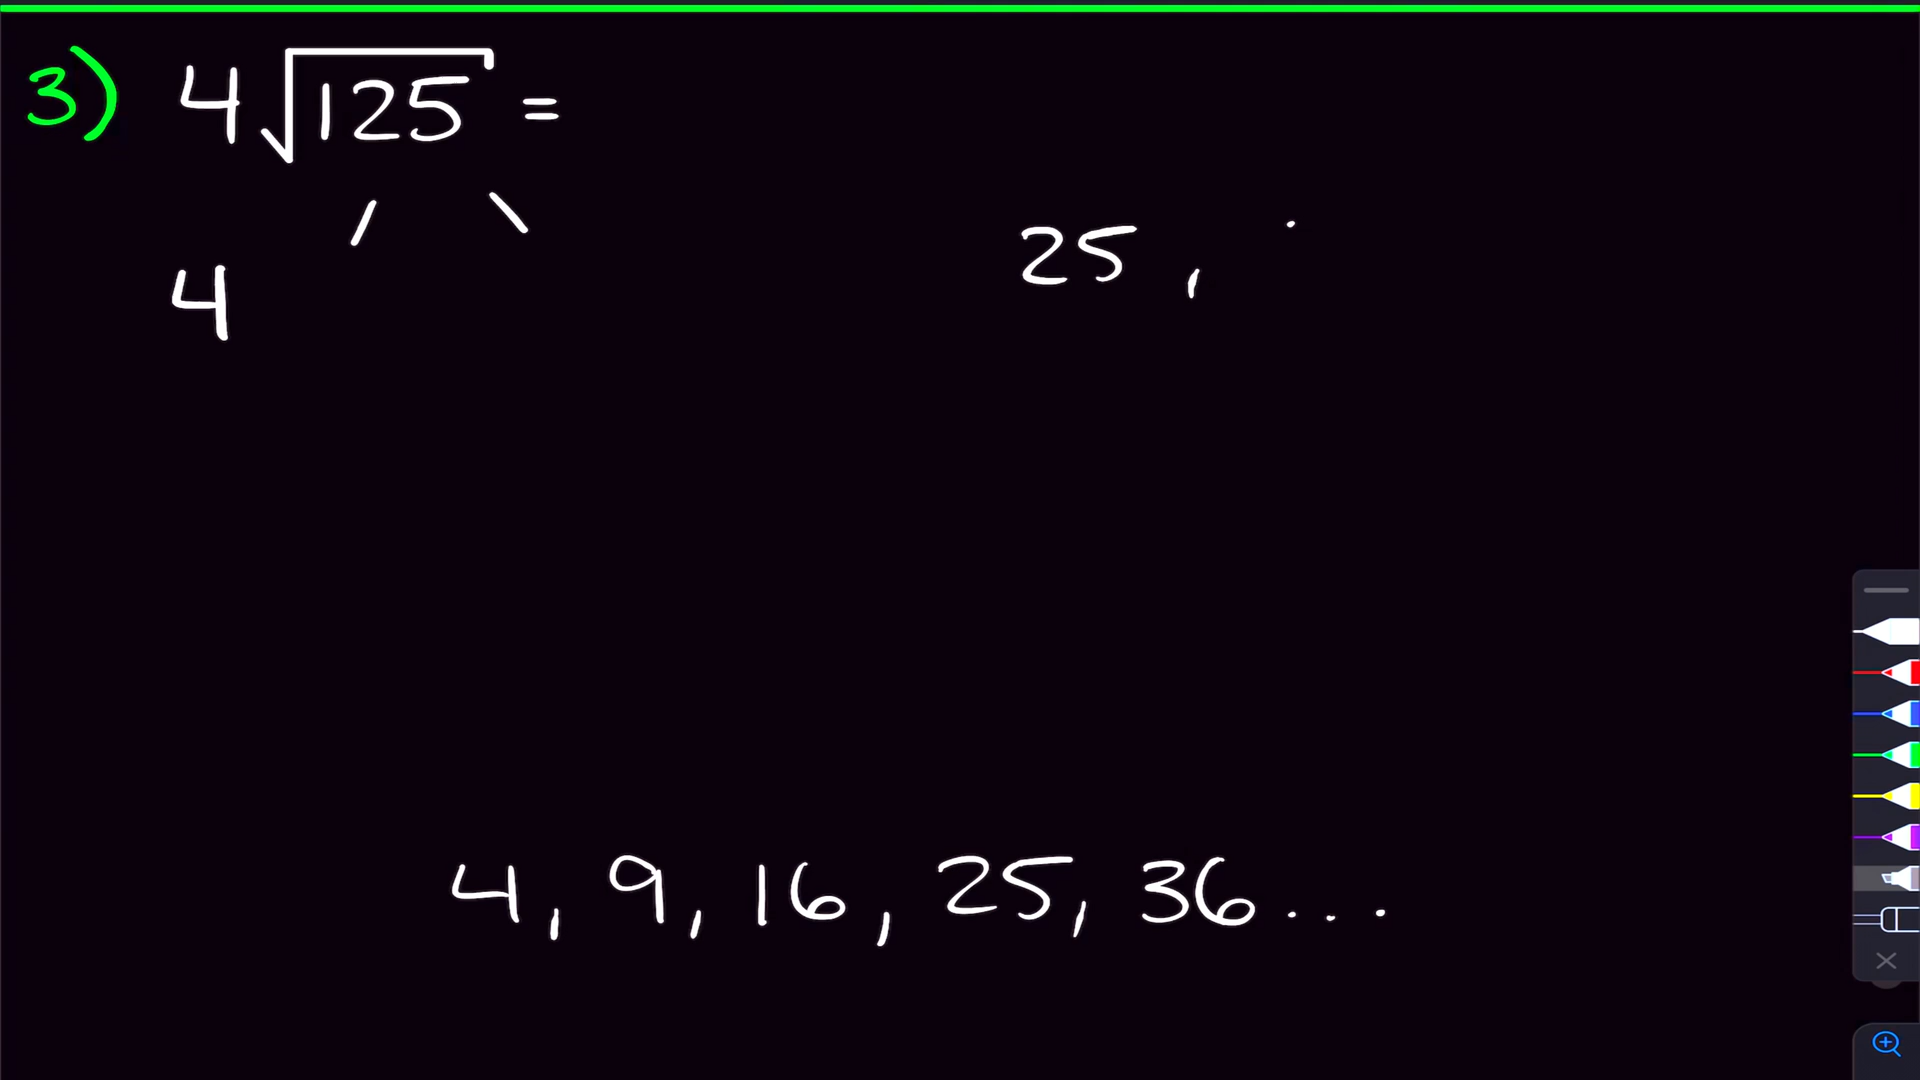 3) 4√125 =
25 ,
4
4, 9, 16, 25, 36...